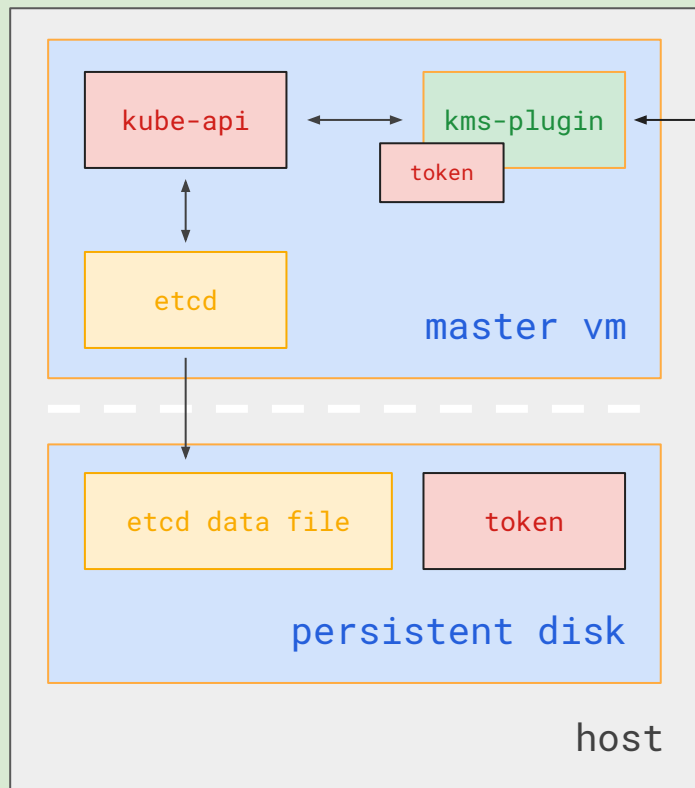 kube-api
kms-plugin
token
etcd
master vm
etcd data file
token
persistent disk
host